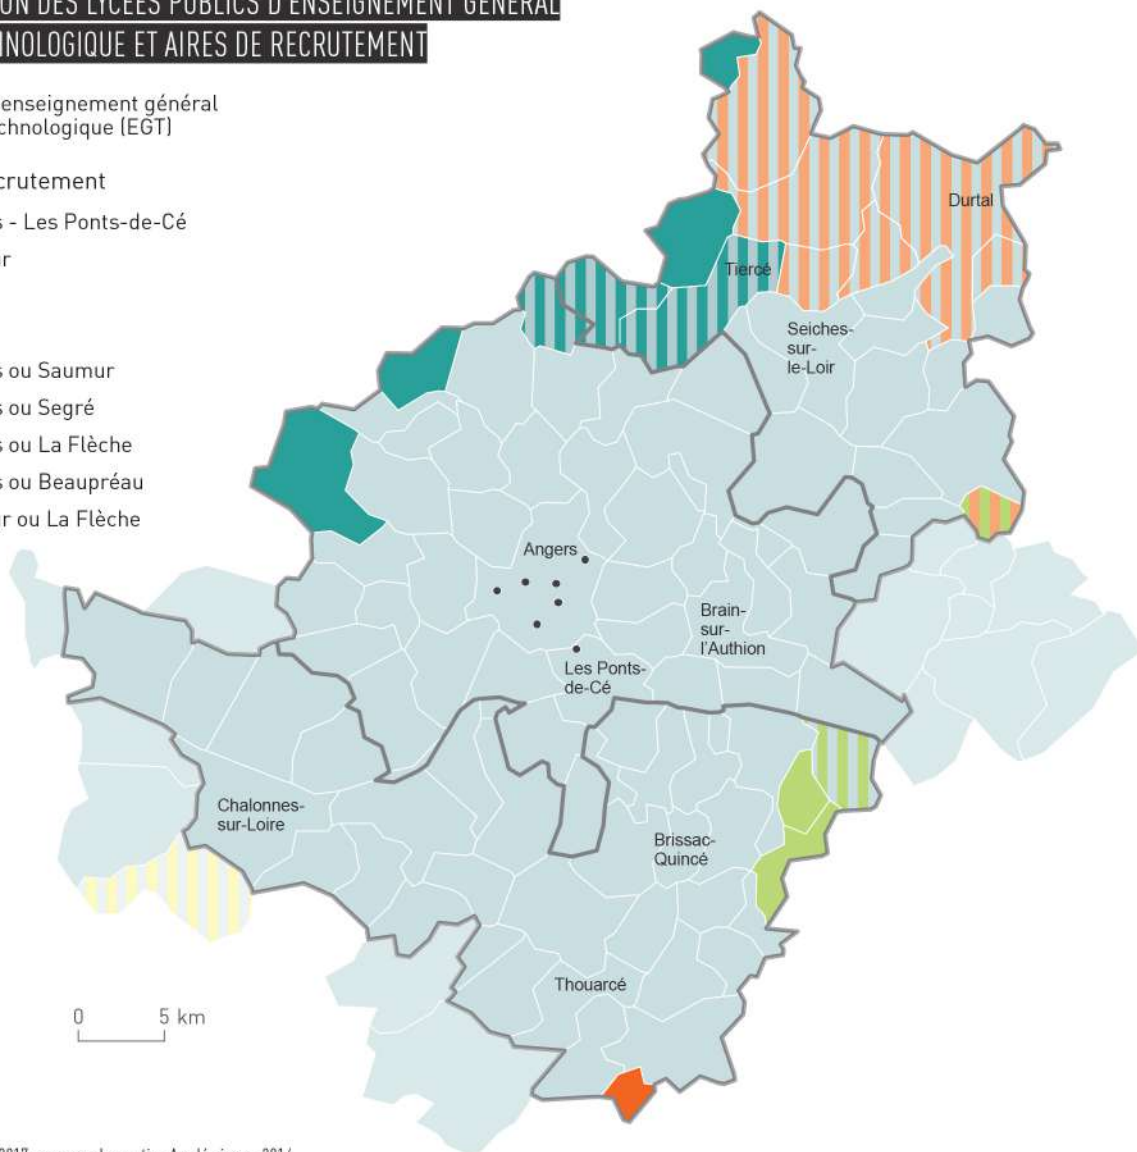 ON DES LYCÉES PUBLICS D'ENSEIGNEMENT GÉNÉRAL
NOLOGIQUE ET AIRES DE RECRUTEMENT
enseignement général
chnologique (EGT)
crutement
s - Les Ponts-de-Cé
r
s ou Saumur
s ou Segré
s ou La Flèche
s ou Beaupréau
r ou La Flèche
Durtal
Tiercé
Seiches-
sur-
le-Loir
Angers
Brain-
sur-
l'Authion
Les Ponts-
de-Cé
Chalonnes-
sur-Loire
Brissac-
Quincé
Thouarcé
0 5 km